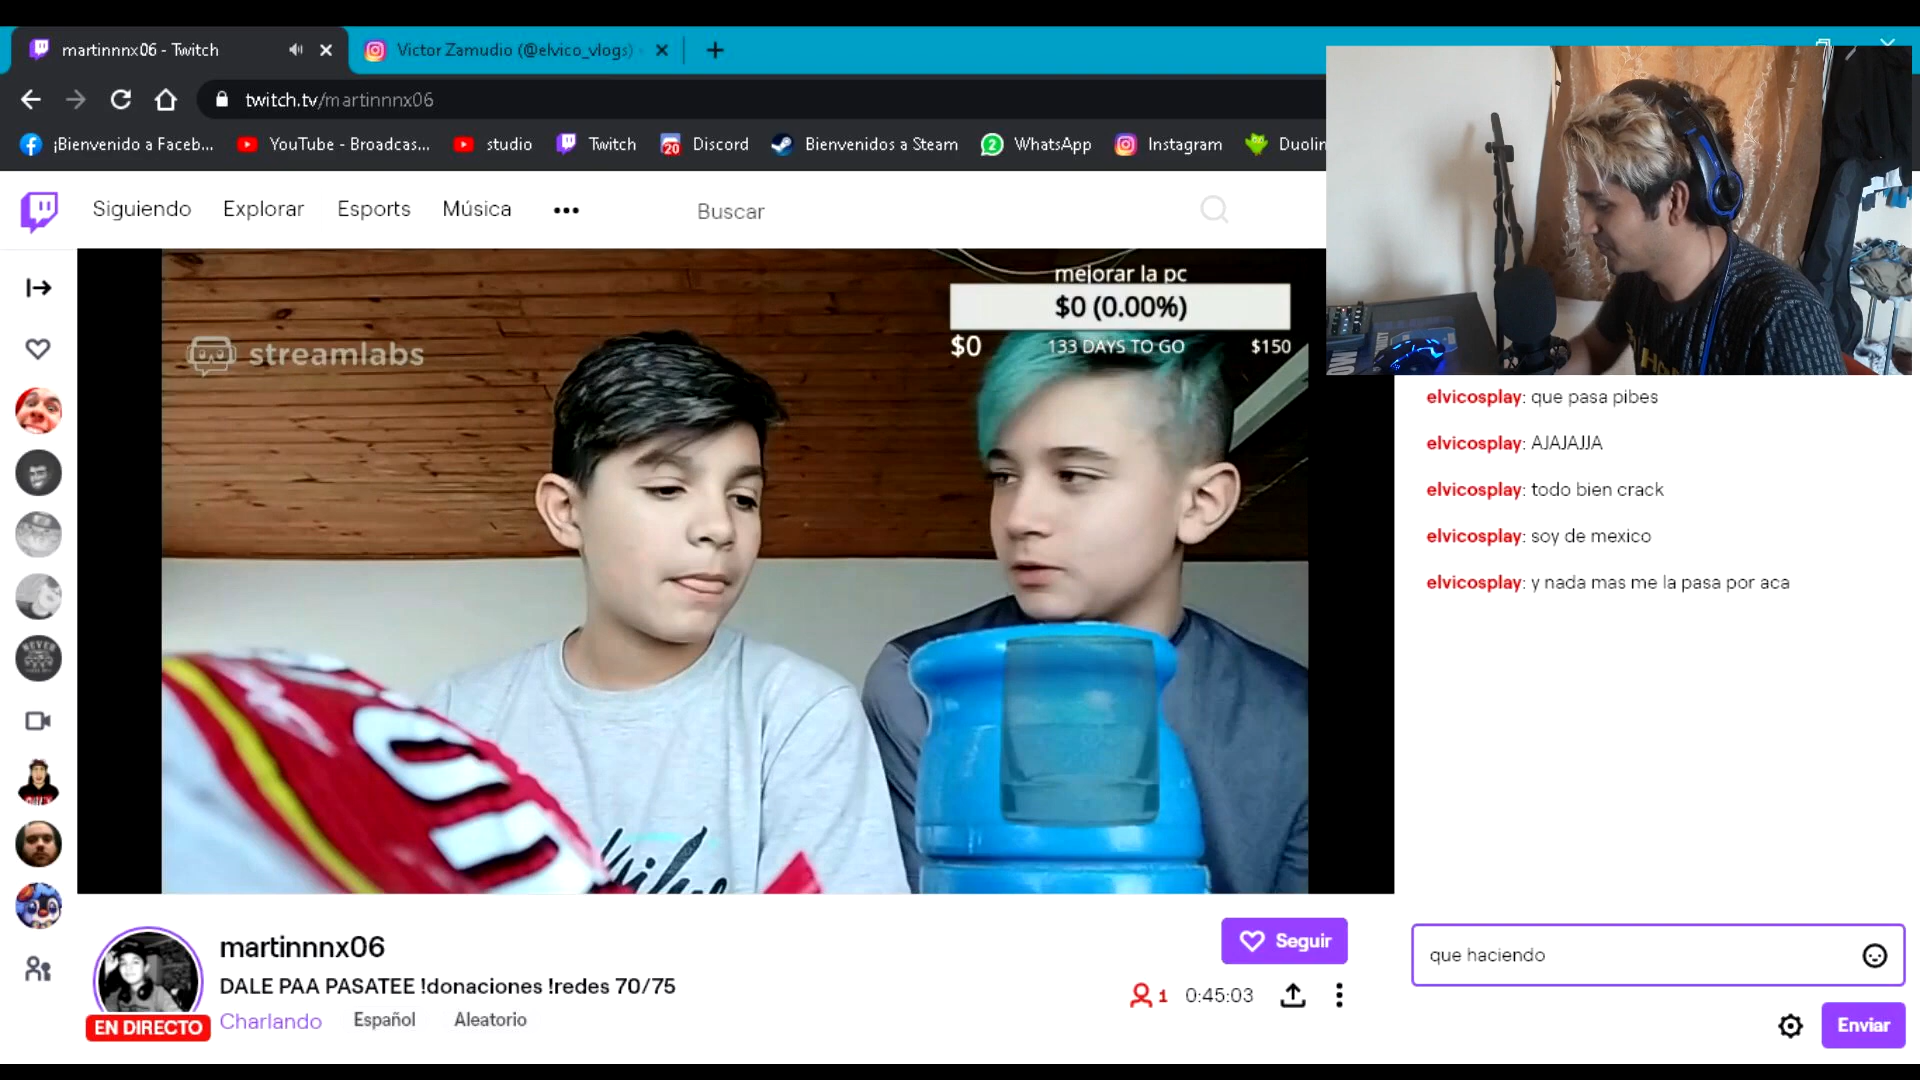 martinnnx06 - Twitch
Victor Zamudio (@elvico_vlogs)
twitch.tv/martinnnx06
¡Bienvenido a Faceb...
YouTube - Broadcas...
studio
Twitch
20
Discord
Bienvenidos a Steam
2
WhatsApp
Instagram
Duolin
Siguiendo
Explorar
Esports
Música
Buscar
mejorar la pc
$0 (0.00%)
$0
133 DAYS TO GO
$150
streamlabs
elvicosplay: que pasa pibes
elvicosplay: AJAJAJJA
elvicosplay: todo bien crack
elvicosplay: soy de mexico
elvicosplay: y nada mas me la pasa por aca
martinnnx06
DALE PAA PASATEE !donaciones !redes 70/75
EN DIRECTO
Charlando
Español
Aleatorio
Seguir
1
0:45:03
que haciendo
Enviar